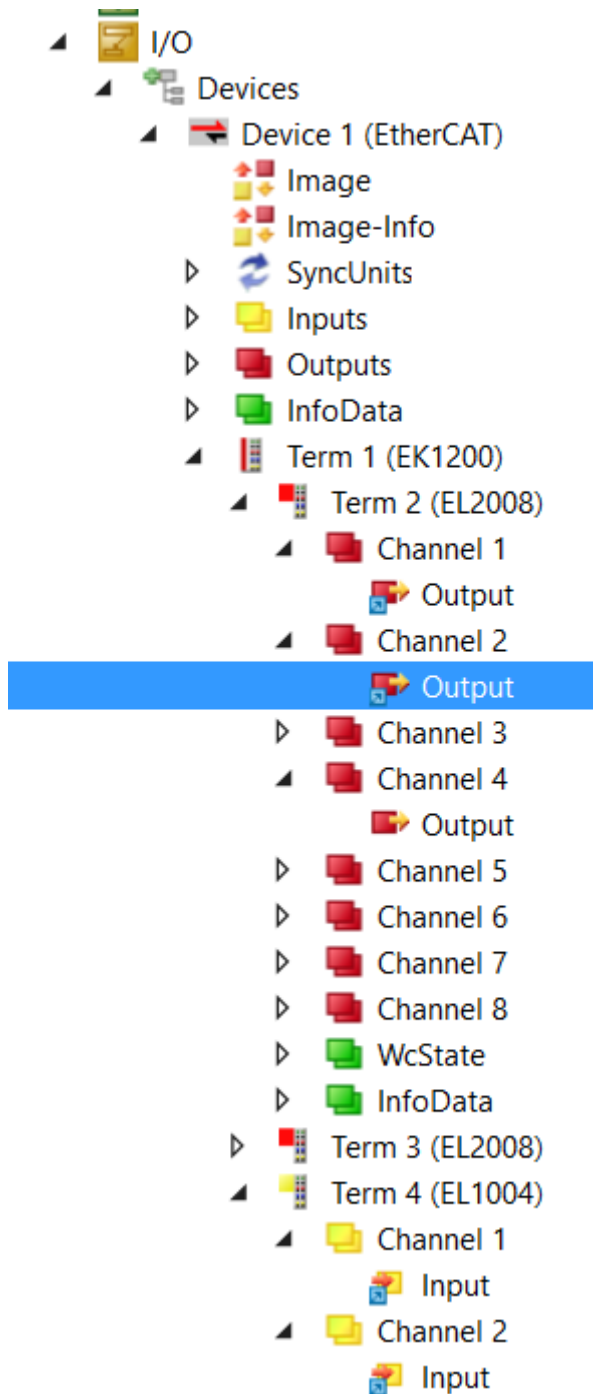 I/O
Devices
Device 1 (EtherCAT)
Image
Image-Info
SyncUnits
Inputs
Outputs
InfoData
Term 1 (EK1200)
Term 2 (EL2008)
Channel 1
Output
Channel 2
Output
Channel 3
Channel 4
Output
Channel 5
Channel 6
Channel 7
Channel 8
WcState
InfoData
Term 3 (EL2008)
Term 4 (EL1004)
Channel 1
Input
Channel 2
Input